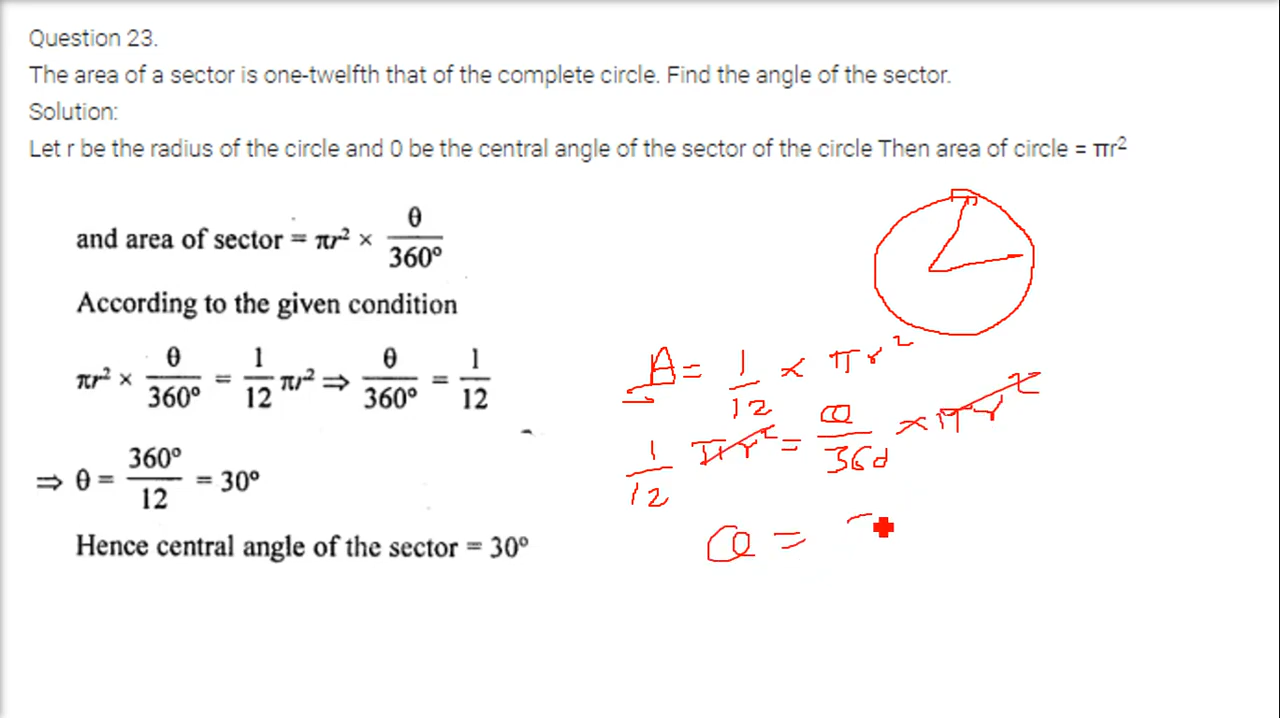 Question 23.
The area of a sector is one-twelfth that of the complete circle. Find the angle of the sector.
Solution:
Let r be the radius of the circle and 0 be the central angle of the sector of the circle Then area of circle = πr²
and area of sector = πr² × θ/360°
According to the given condition
πr² × θ/360° = 1/12 πr² ⇒ θ/360° = 1/12
⇒ θ = 360°/12 = 30°
Hence central angle of the sector = 30°
A = 1/12 × πr²
1/12 πr² = θ/360 × πr²
θ =